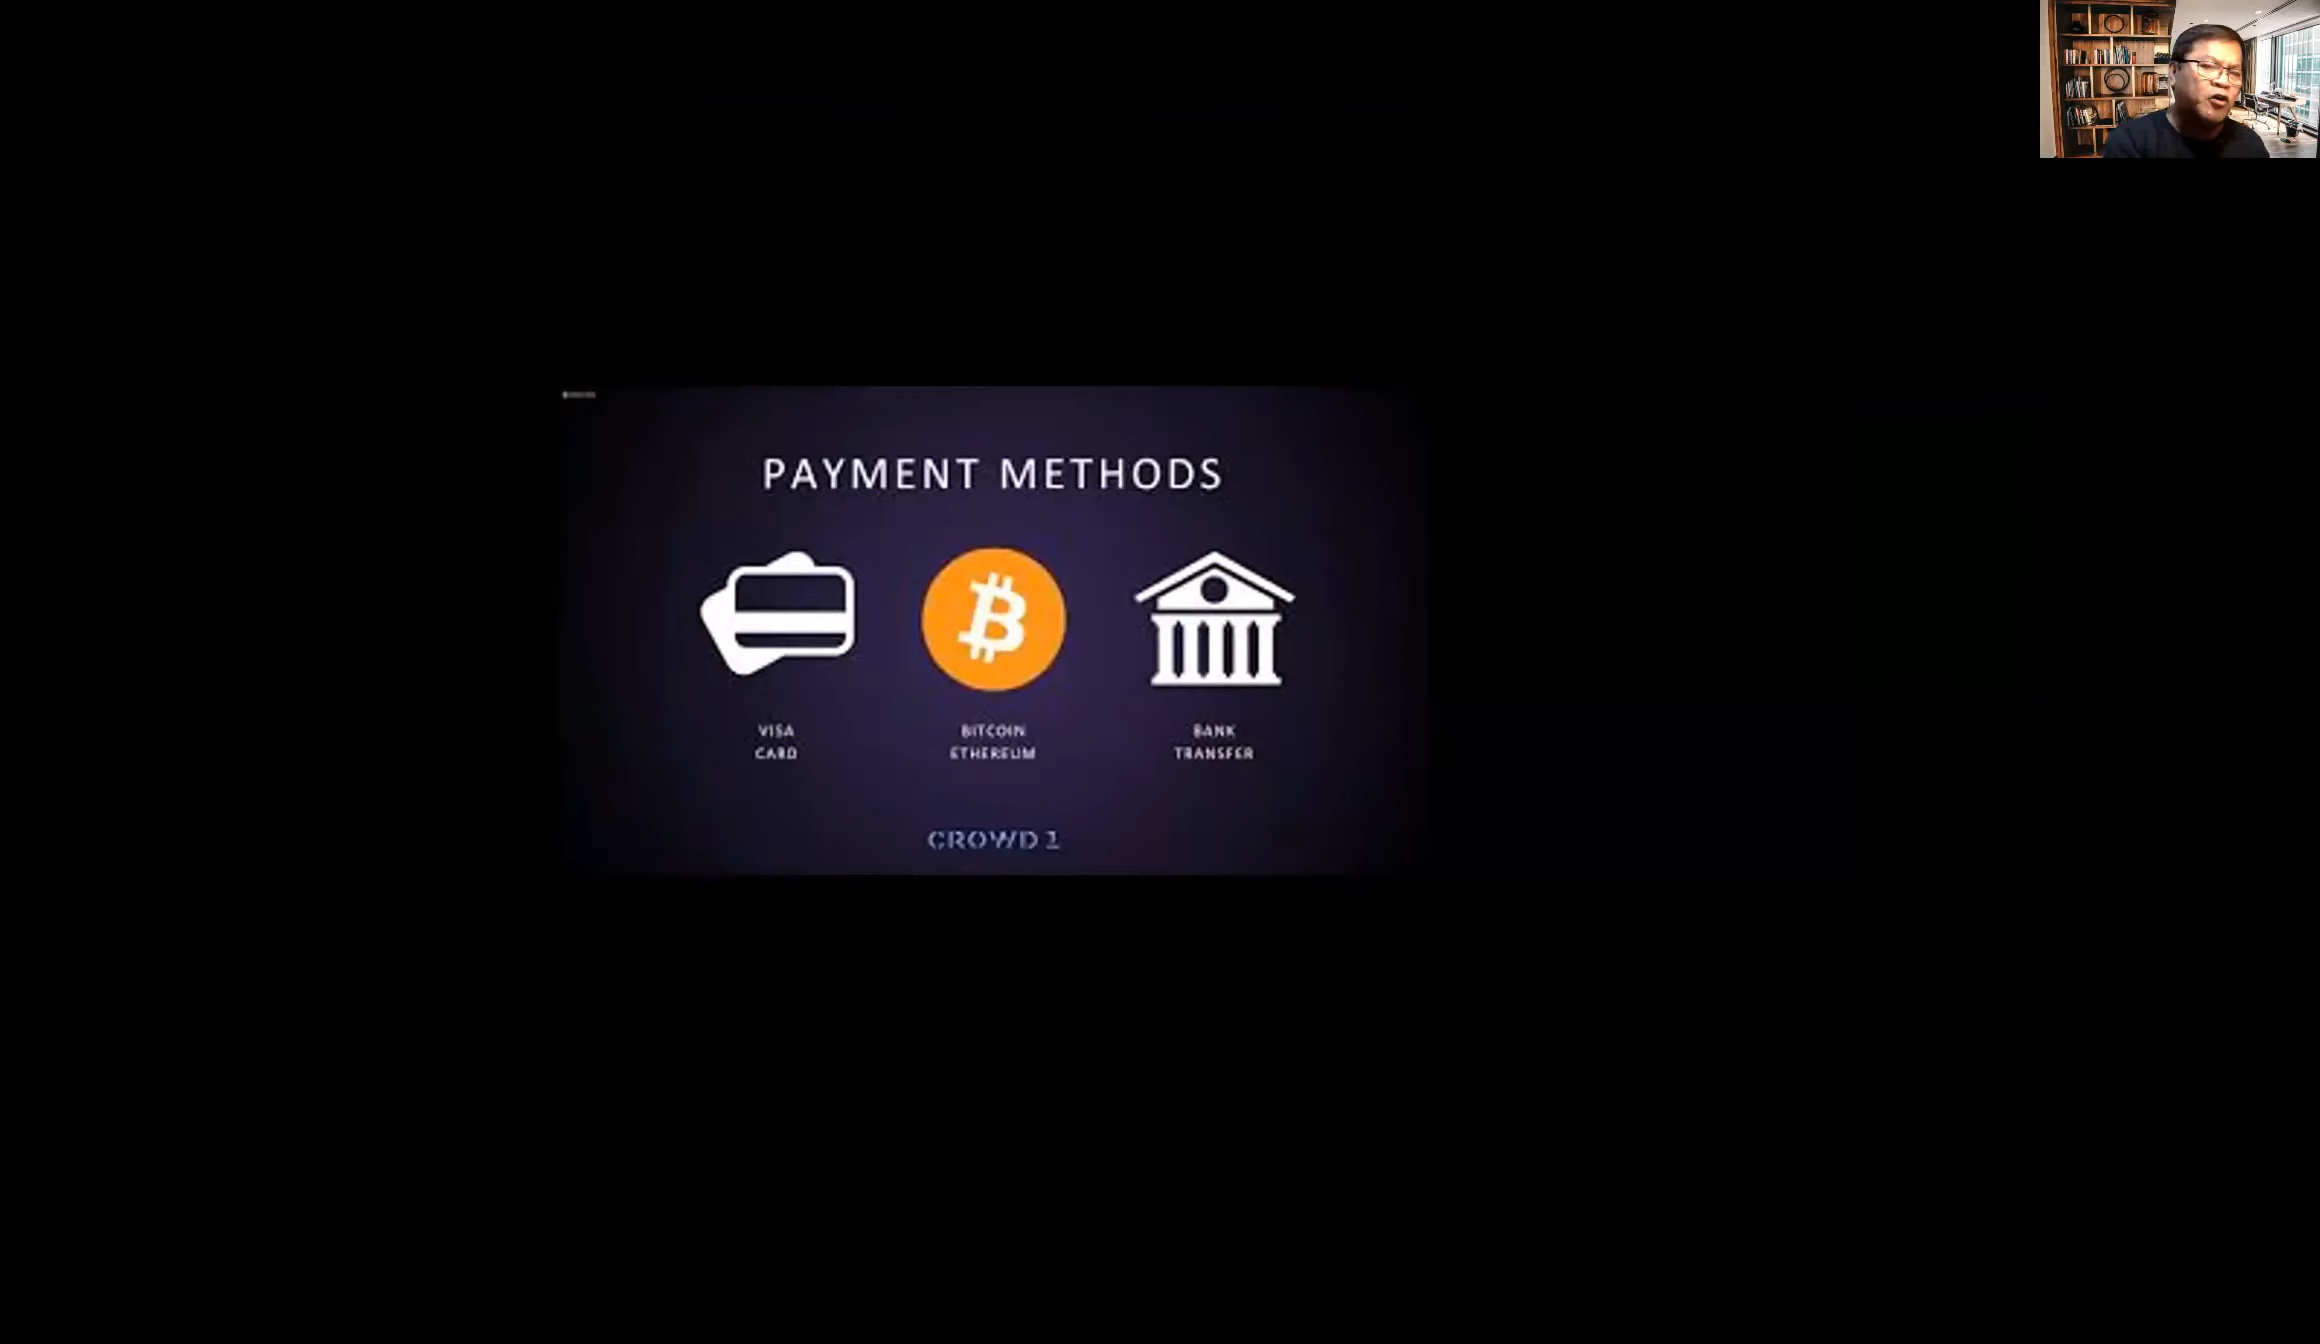 PAYMENT METHODS
VISA
CARD
BITCOIN
ETHEREUM
BANK
TRANSFER
CROWD 1